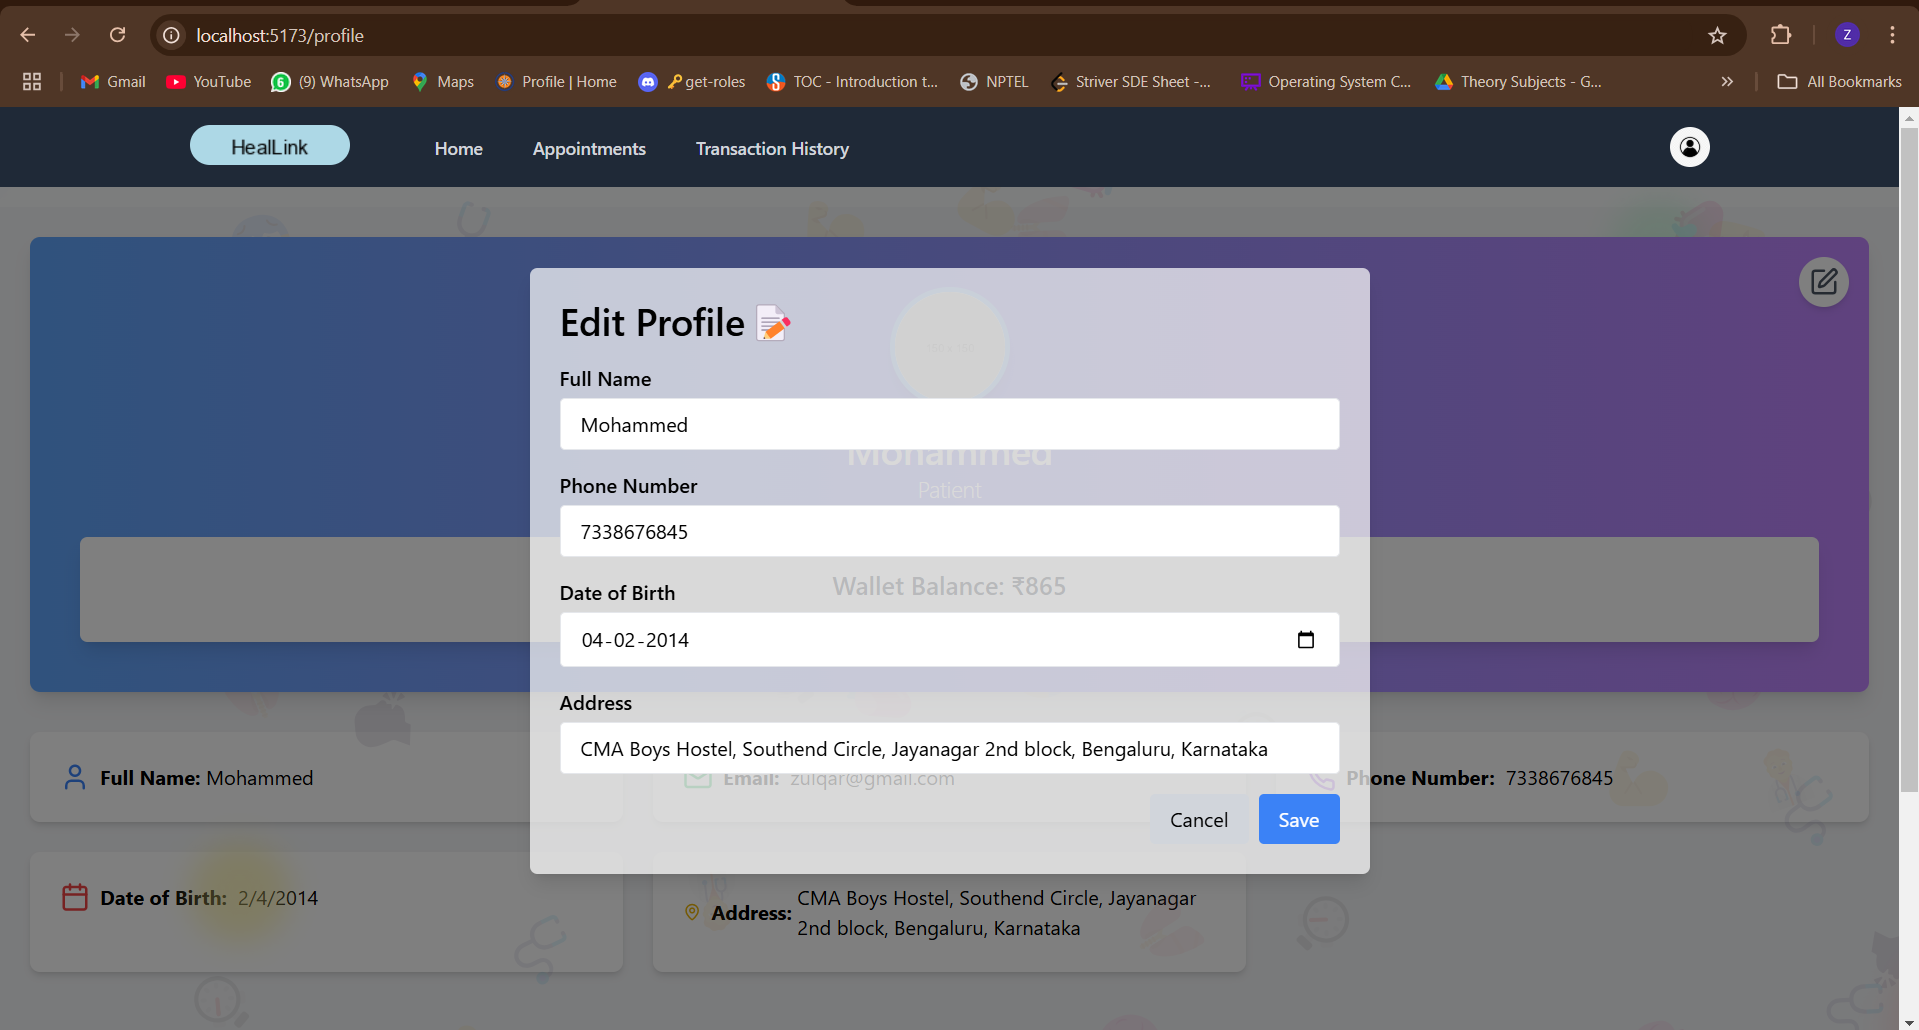 localhost:5173/profile
Z
Gmail
YouTube
6
(9) WhatsApp
Maps
Profile | Home
get-roles
TOC - Introduction t...
NPTEL
Striver SDE Sheet -...
Operating System C...
Theory Subjects - G...
All Bookmarks
HealLink
Home
Appointments
Transaction History
Edit Profile
Full Name
Mohammed
Mohammed
Patient
Phone Number
7338676845
Wallet Balance: ₹865
Date of Birth
04-02-2014
Address
CMA Boys Hostel, Southend Circle, Jayanagar 2nd block, Bengaluru, Karnataka
Full Name: Mohammed
Email: zulqar@gmail.com
Phone Number: 7338676845
Cancel
Save
Date of Birth: 2/4/2014
Address: CMA Boys Hostel, Southend Circle, Jayanagar
2nd block, Bengaluru, Karnataka